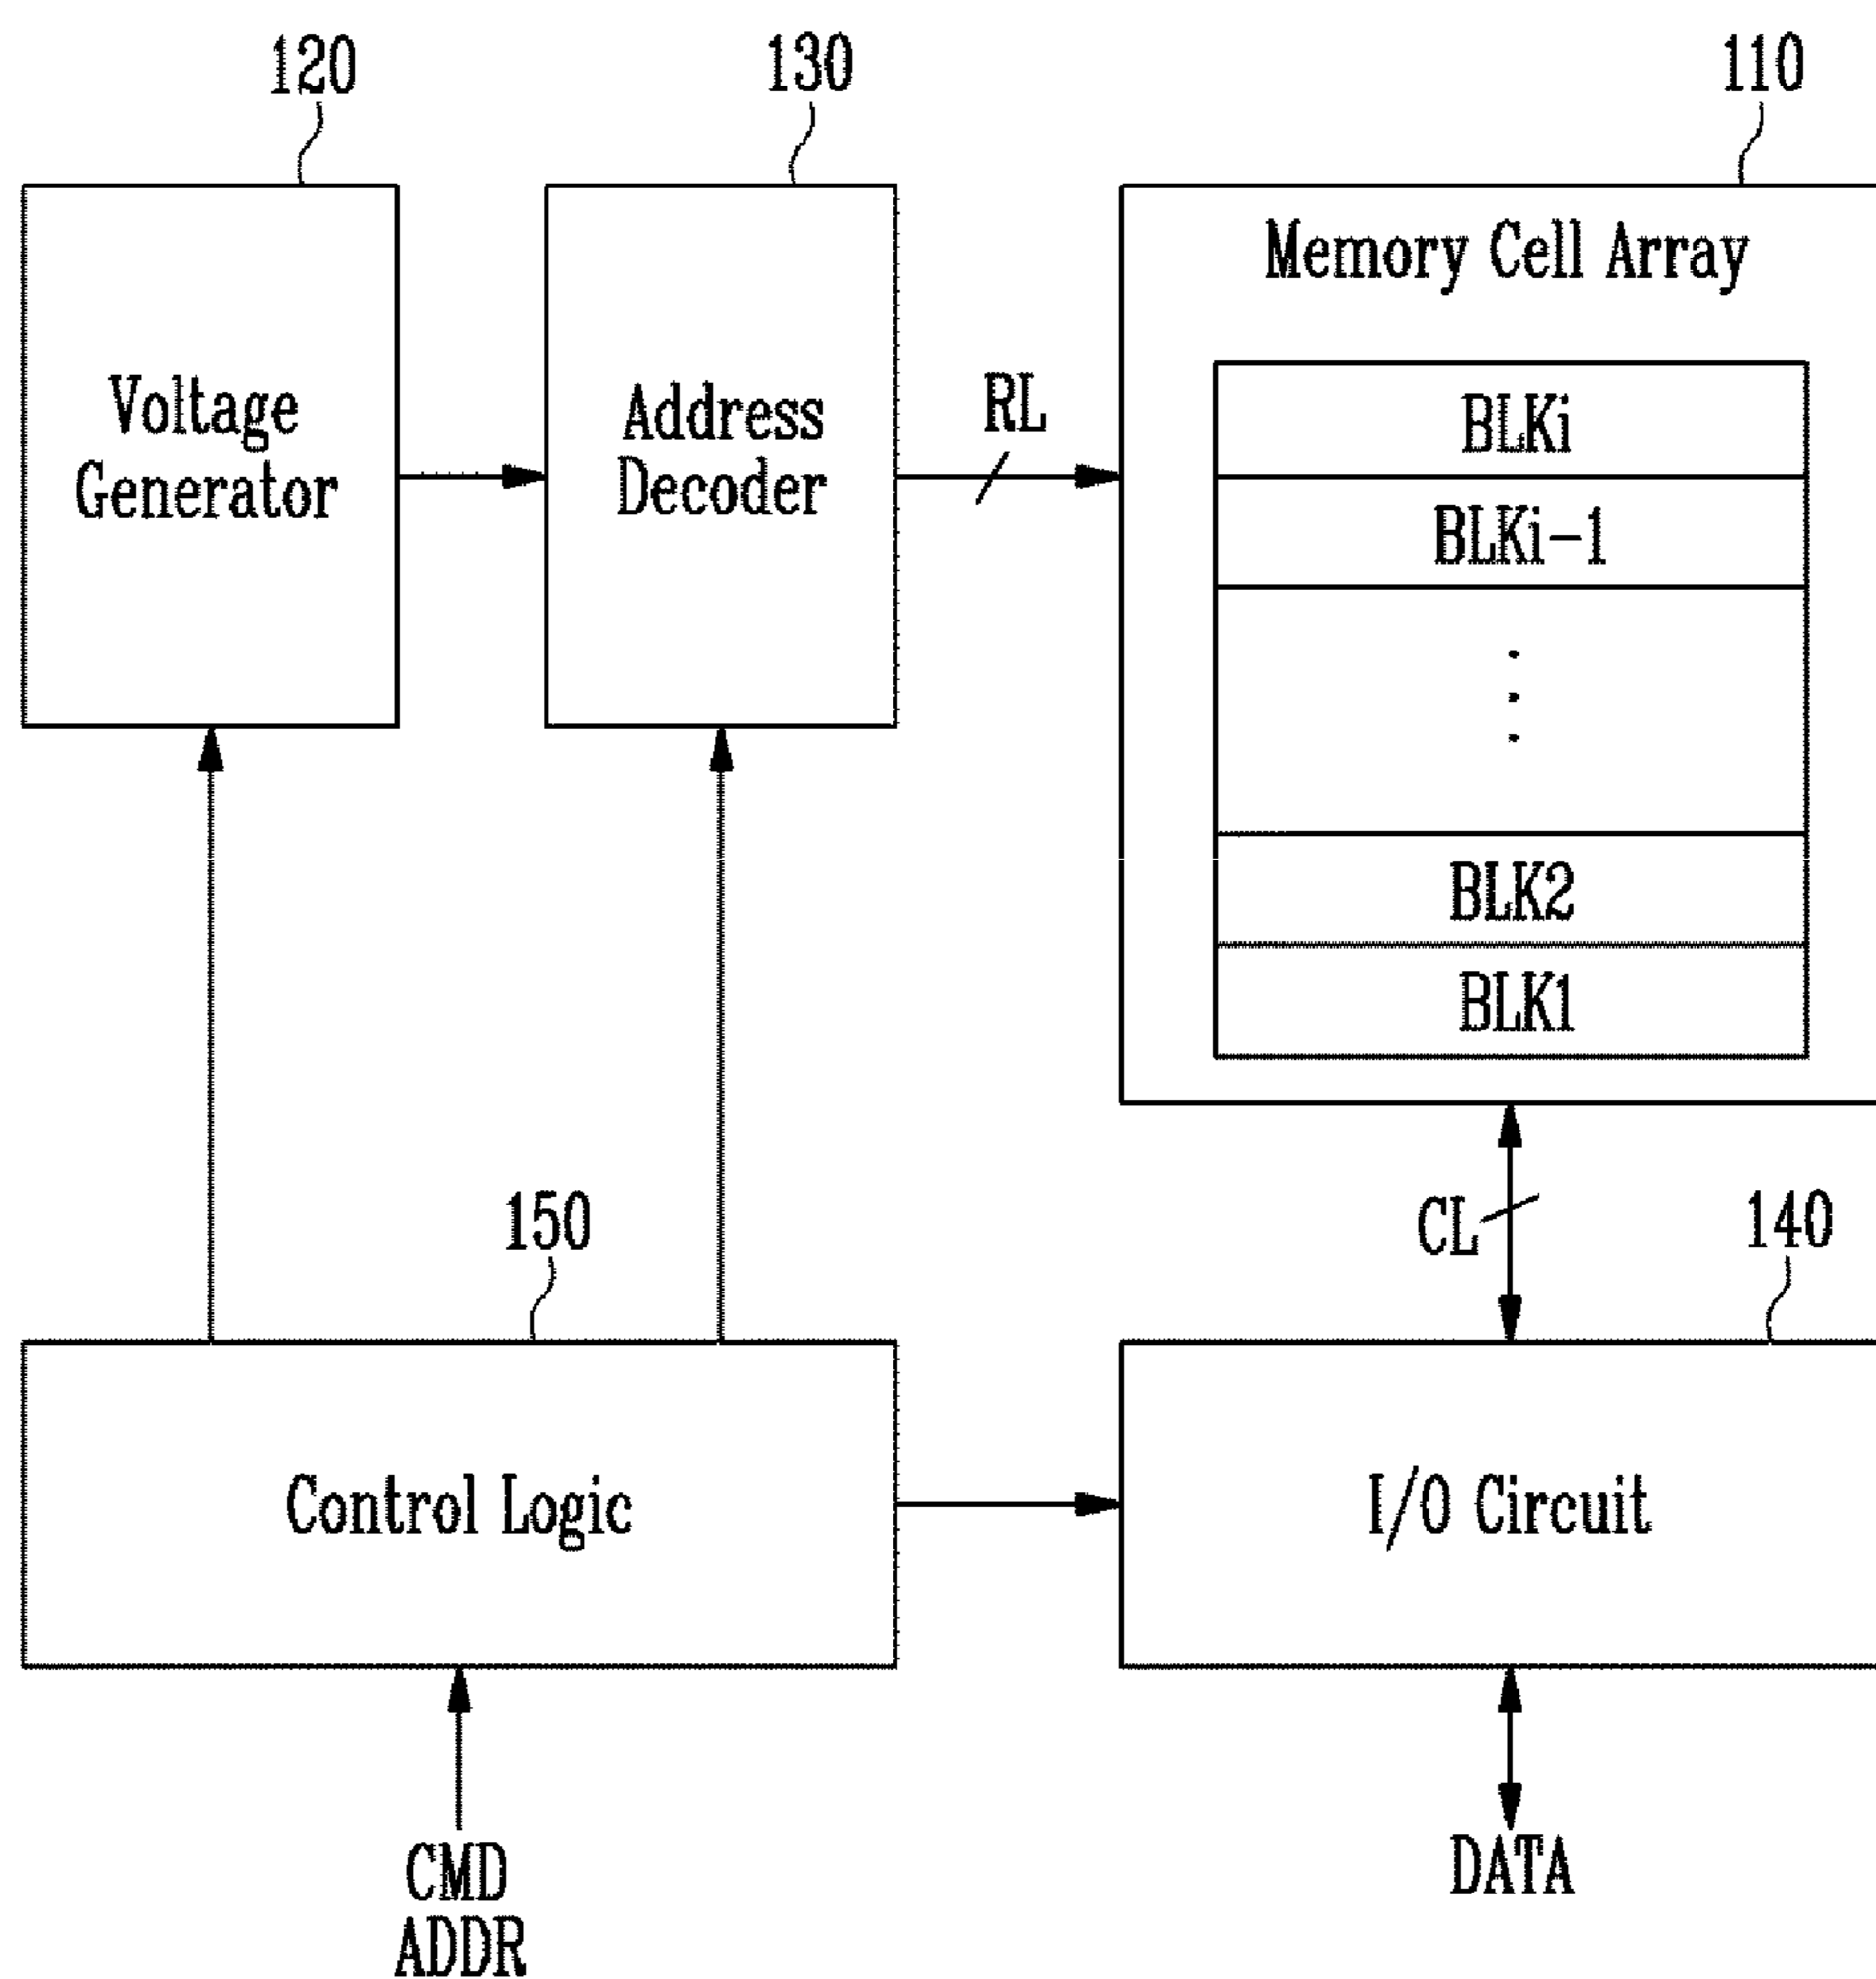 120
130
110
Voltage
Generator
Address
Decoder
RL
Memory Cell Array
BLKi
BLKi-1
BLK2
BLK1
CL
150
140
Control Logic
I/O Circuit
CMD
ADDR
DATA